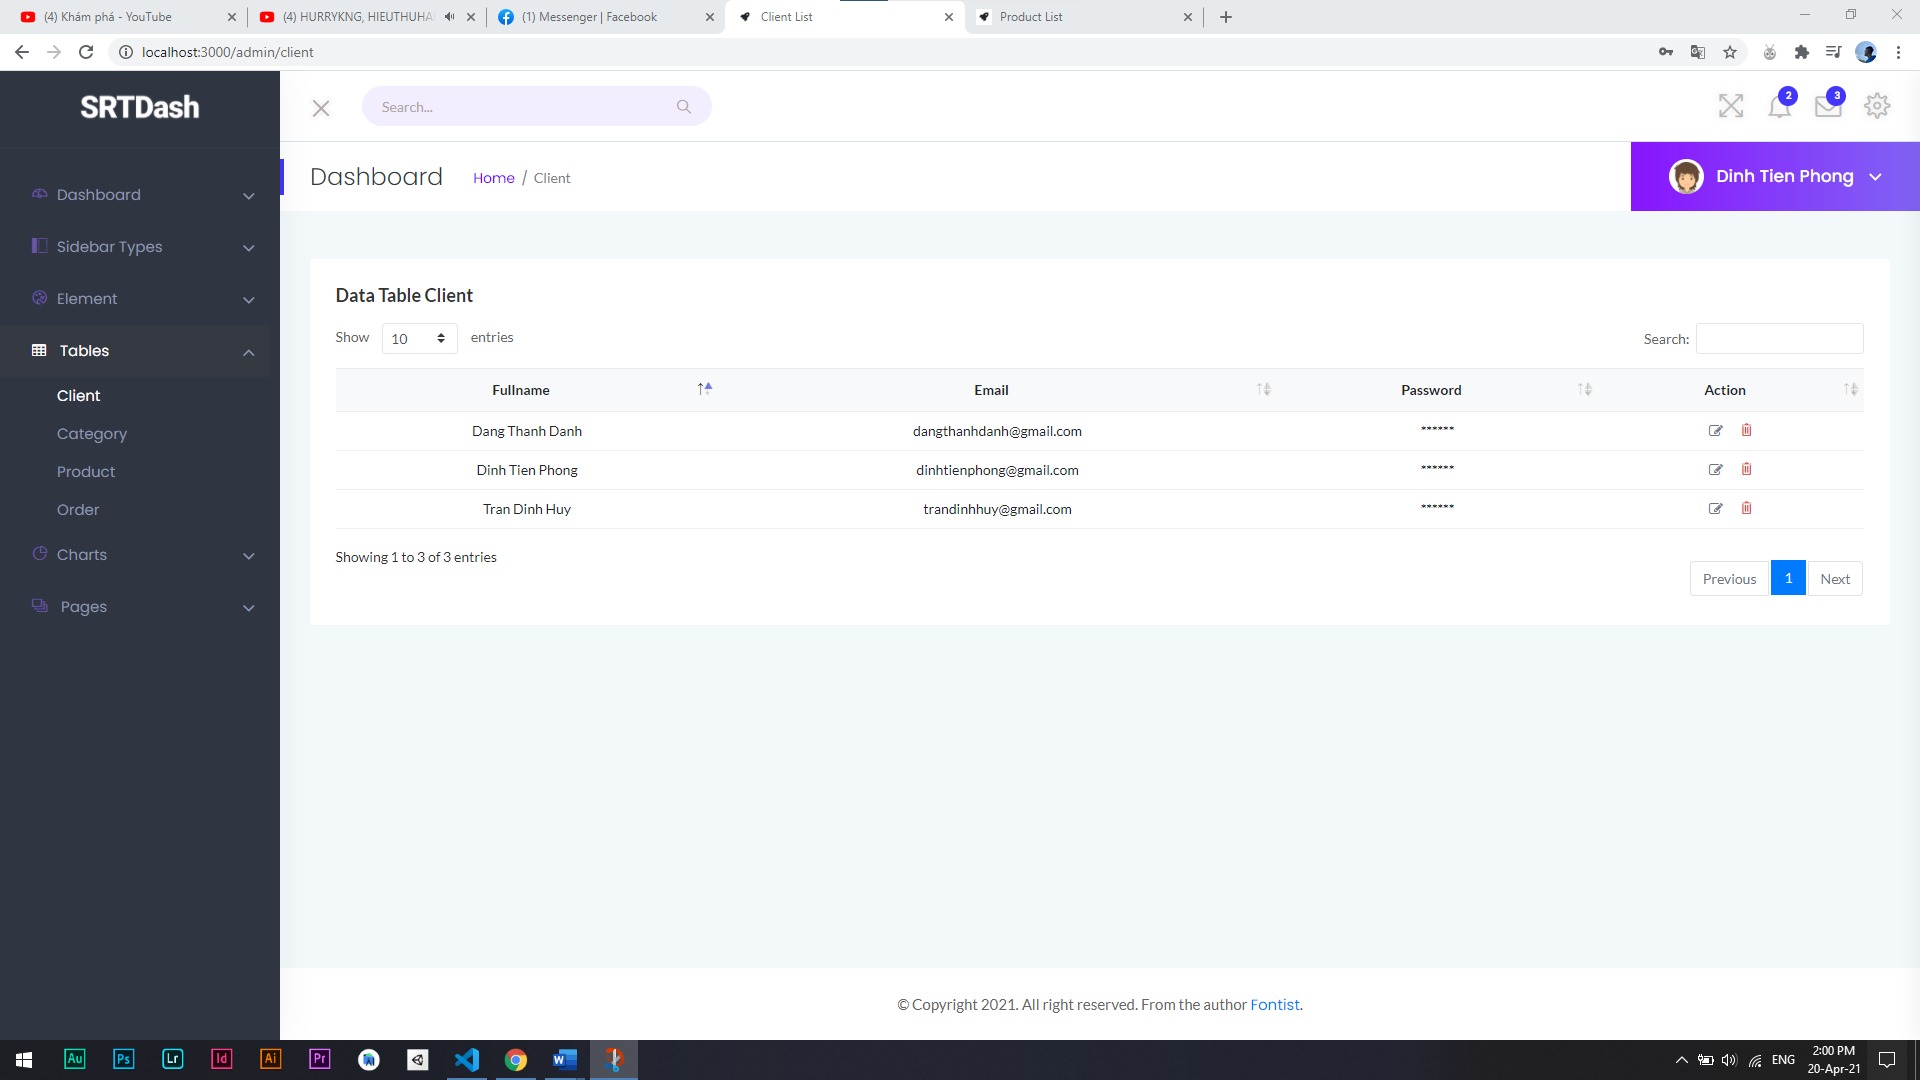 (4) Khám phá - YouTube
(4) HURRYKNG, HIEUTHUHA
(1) Messenger | Facebook
Client List
Product List
localhost:3000/admin/client
SRTDash
Search...
2
3
Dashboard
Home / Client
Dinh Tien Phong
Dashboard
Sidebar Types
Element
Tables
Client
Category
Product
Order
Charts
Pages
Data Table Client
Show 10 entries
Search:
Fullname Email Password Action
Dang Thanh Danh dangthanhdanh@gmail.com ******
Dinh Tien Phong dinhtienphong@gmail.com ******
Tran Dinh Huy trandinhhuy@gmail.com ******
Showing 1 to 3 of 3 entries
Previous 1 Next
© Copyright 2021. All right reserved. From the author Fontist.
Au Ps Lr Id Ai Pr
ENG
2:00 PM
20-Apr-21